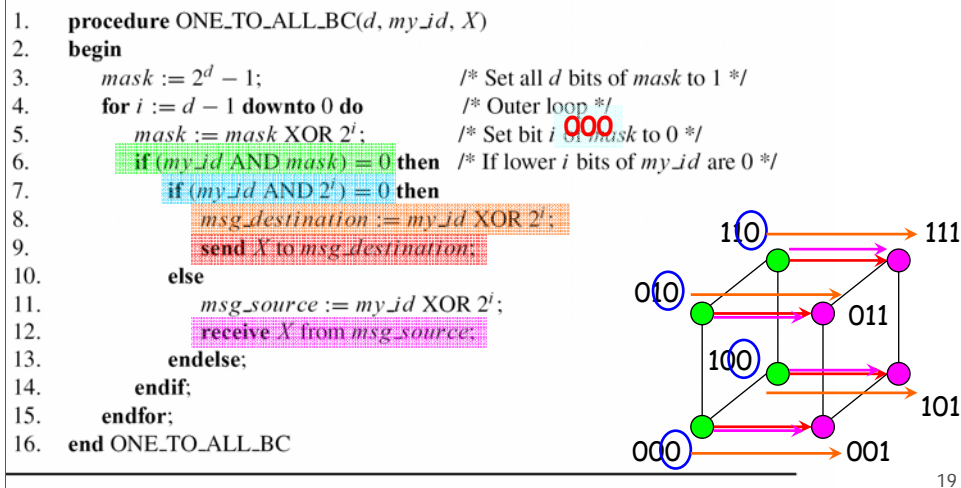 1. procedure ONE_TO_ALL_BC(d, my_id, X)
2. begin
3. mask := 2^d − 1; /* Set all d bits of mask to 1 */
4. for i := d − 1 downto 0 do /* Outer loop */
5. mask := mask XOR 2^i; /* Set bit i of mask to 0 */
000
6. if (my_id AND mask) = 0 then /* If lower i bits of my_id are 0 */
7. if (my_id AND 2^i) = 0 then
8. msg_destination := my_id XOR 2^i;
9. send X to msg_destination;
10. else
11. msg_source := my_id XOR 2^i;
12. receive X from msg_source;
13. endelse;
14. endif;
15. endfor;
16. end ONE_TO_ALL_BC
110 111
010
011
100
101
000 001
19